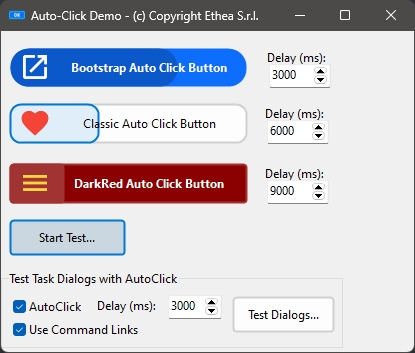 Auto-Click Demo - (c) Copyright Ethea S.r.l.
Bootstrap Auto Click Button
Delay (ms):
3000
Classic Auto Click Button
Delay (ms):
6000
DarkRed Auto Click Button
Delay (ms):
9000
Start Test...
Test Task Dialogs with AutoClick
AutoClick
Delay (ms):
3000
Test Dialogs...
Use Command Links